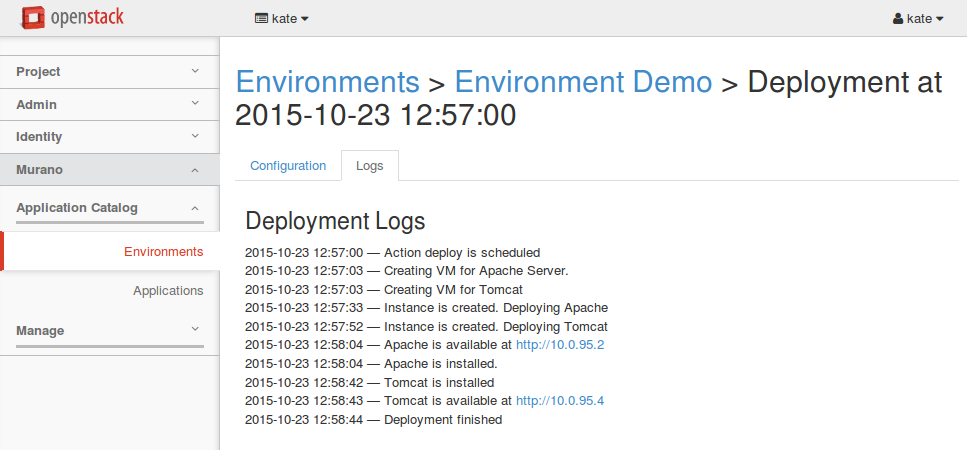 openstack
kate
kate
Project
Admin
Identity
Murano
Application Catalog
Environments
Applications
Manage
Environments > Environment Demo > Deployment at
2015-10-23 12:57:00
Configuration
Logs
Deployment Logs
2015-10-23 12:57:00 — Action deploy is scheduled
2015-10-23 12:57:03 — Creating VM for Apache Server.
2015-10-23 12:57:03 — Creating VM for Tomcat
2015-10-23 12:57:33 — Instance is created. Deploying Apache
2015-10-23 12:57:52 — Instance is created. Deploying Tomcat
2015-10-23 12:58:04 — Apache is available at http://10.0.95.2
2015-10-23 12:58:04 — Apache is installed.
2015-10-23 12:58:42 — Tomcat is installed
2015-10-23 12:58:43 — Tomcat is available at http://10.0.95.4
2015-10-23 12:58:44 — Deployment finished